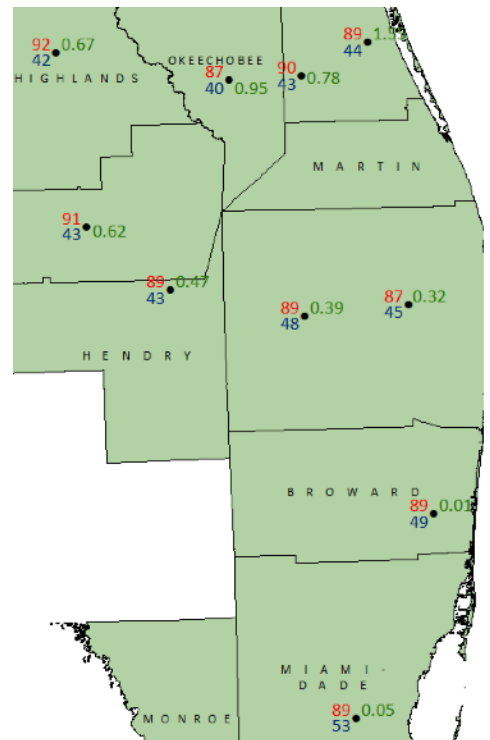 92 0.67
42
HIGHLANDS
OKEECHOBEE
87
40 0.95
90
43 0.78
89
44
MARTIN
91
43 0.62
89 0.47
43
HENDRY
89 0.39
48
87 0.32
45
BROWARD
89 0.01
49
MIAMI-
DADE
89 0.05
53
MONROE